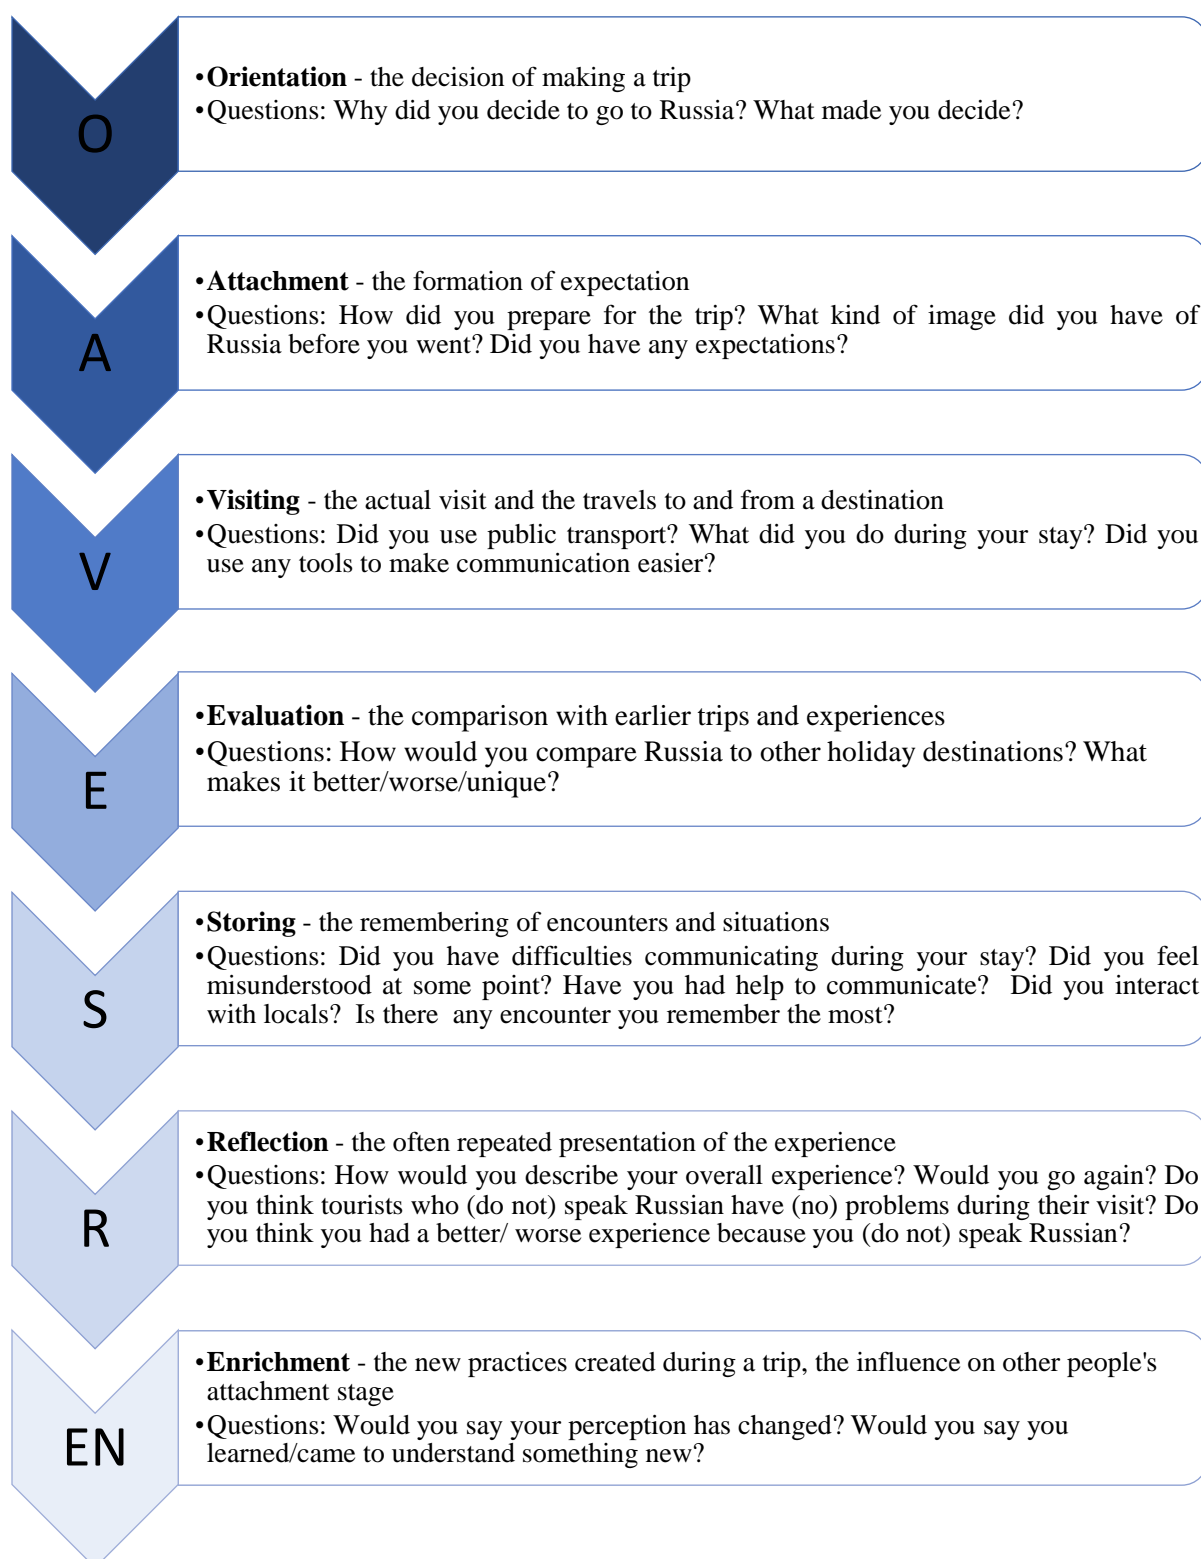 O
•Orientation - the decision of making a trip
•Questions: Why did you decide to go to Russia? What made you decide?
A
•Attachment - the formation of expectation
•Questions: How did you prepare for the trip? What kind of image did you have of
Russia before you went? Did you have any expectations?
V
•Visiting - the actual visit and the travels to and from a destination
•Questions: Did you use public transport? What did you do during your stay? Did you
use any tools to make communication easier?
E
•Evaluation - the comparison with earlier trips and experiences
•Questions: How would you compare Russia to other holiday destinations? What
makes it better/worse/unique?
S
•Storing - the remembering of encounters and situations
•Questions: Did you have difficulties communicating during your stay? Did you feel
misunderstood at some point? Have you had help to communicate?  Did you interact
with locals?  Is there  any encounter you remember the most?
R
•Reflection - the often repeated presentation of the experience
•Questions: How would you describe your overall experience? Would you go again? Do
you think tourists who (do not) speak Russian have (no) problems during their visit? Do
you think you had a better/ worse experience because you (do not) speak Russian?
EN
•Enrichment - the new practices created during a trip, the influence on other people's
attachment stage
•Questions: Would you say your perception has changed? Would you say you
learned/came to understand something new?